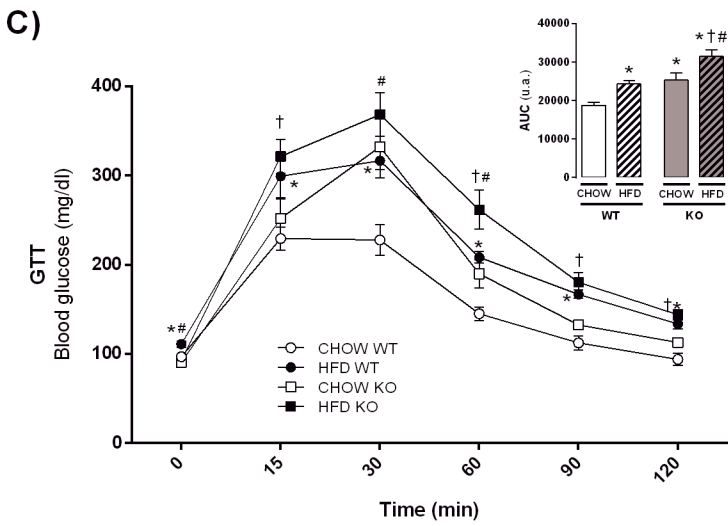 C)
GTT
Blood glucose (mg/dl)
400
300
200
100
0
†
#
*
*
†#
*
†
*
†*
*#
CHOW WT
HFD WT
CHOW KO
HFD KO
0
15
30
60
90
120
Time (min)
AUC (u.a.)
40000
30000
20000
10000
0
*
*
*†#
CHOW
HFD
CHOW
HFD
WT
KO